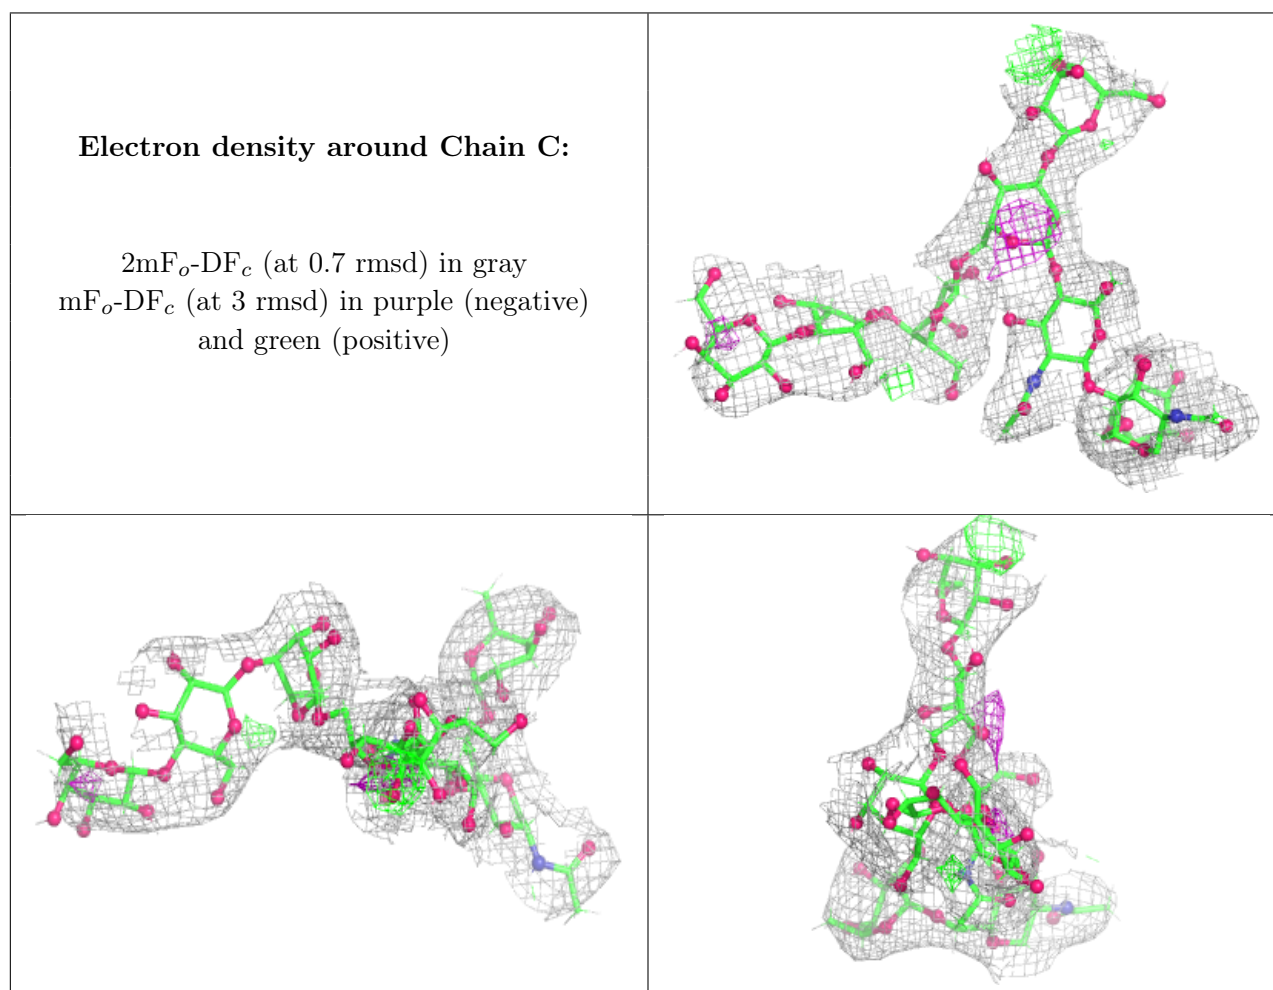 Electron density around Chain C:
2mFo-DFc (at 0.7 rmsd) in gray
mFo-DFc (at 3 rmsd) in purple (negative)
and green (positive)